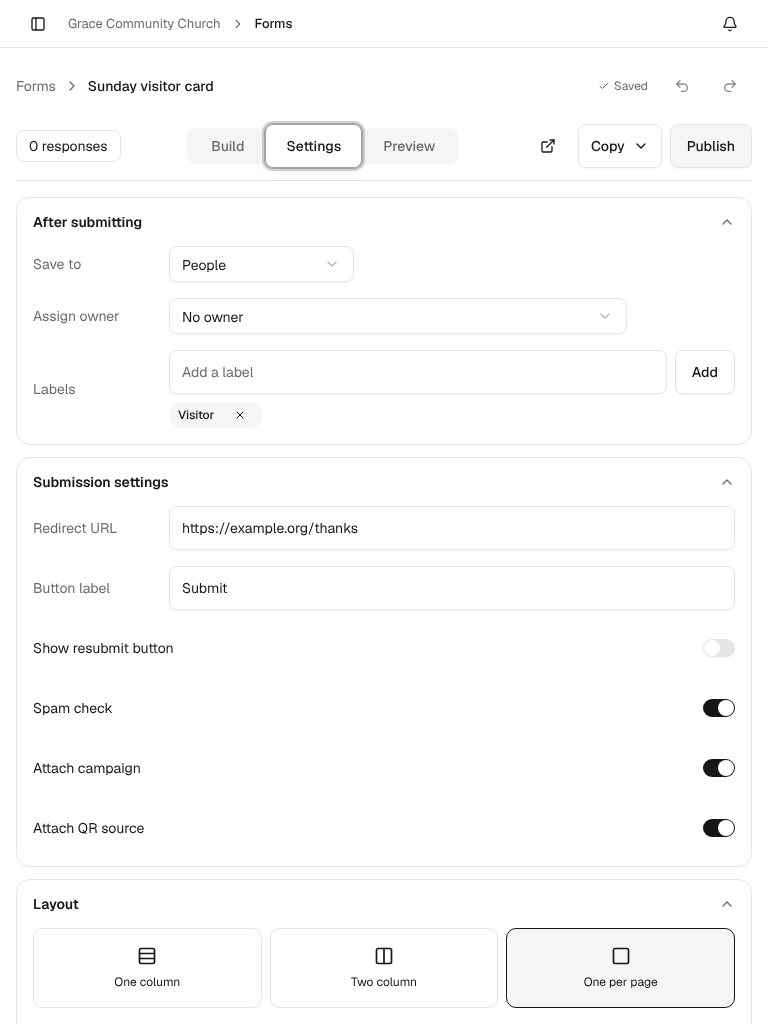 Grace Community Church > Forms
Forms > Sunday visitor card
Saved
0 responses
Build
Settings
Preview
Copy
Publish
After submitting
Save to
People
Assign owner
No owner
Labels
Add a label
Add
Visitor
Submission settings
Redirect URL
https://example.org/thanks
Button label
Submit
Show resubmit button
Spam check
Attach campaign
Attach QR source
Layout
One column
Two column
One per page